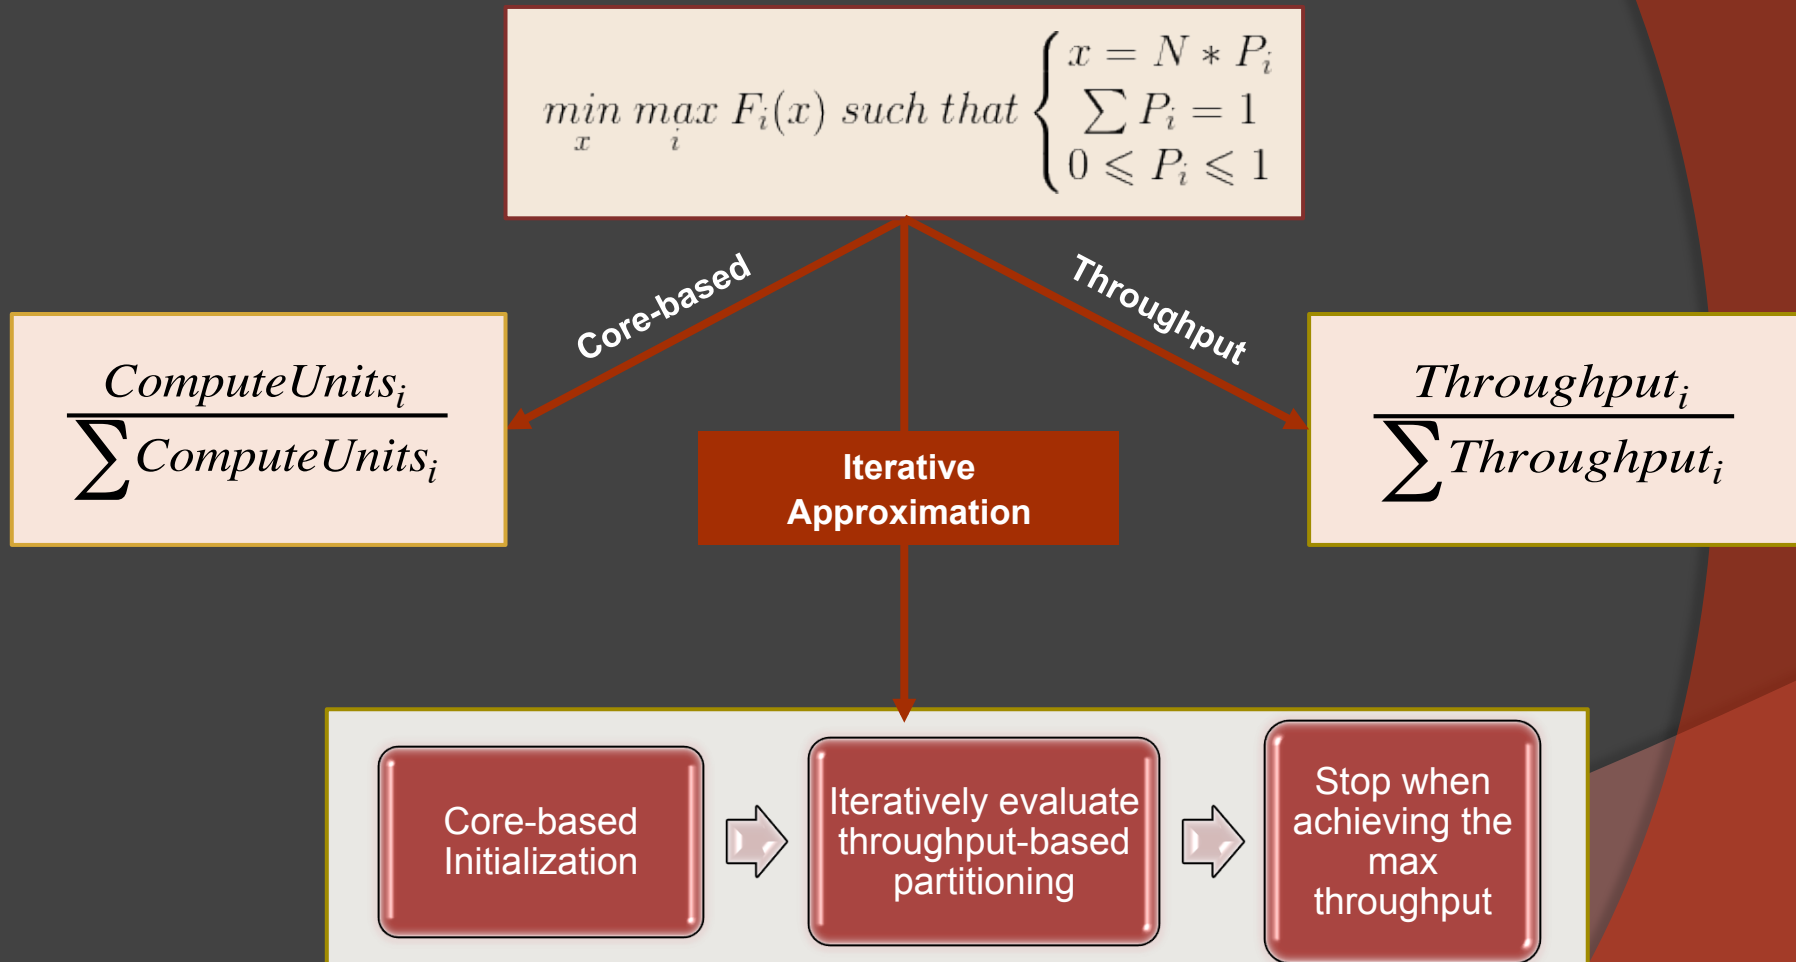 min max F_i(x) such that { x = N * P_i
x i ∑ P_i = 1
0 ⩽ P_i ⩽ 1
Core-based
Throughput
ComputeUnits_i
∑ ComputeUnits_i
Iterative
Approximation
Throughput_i
∑ Throughput_i
Core-based
Initialization
Iteratively evaluate
throughput-based
partitioning
Stop when
achieving the
max
throughput